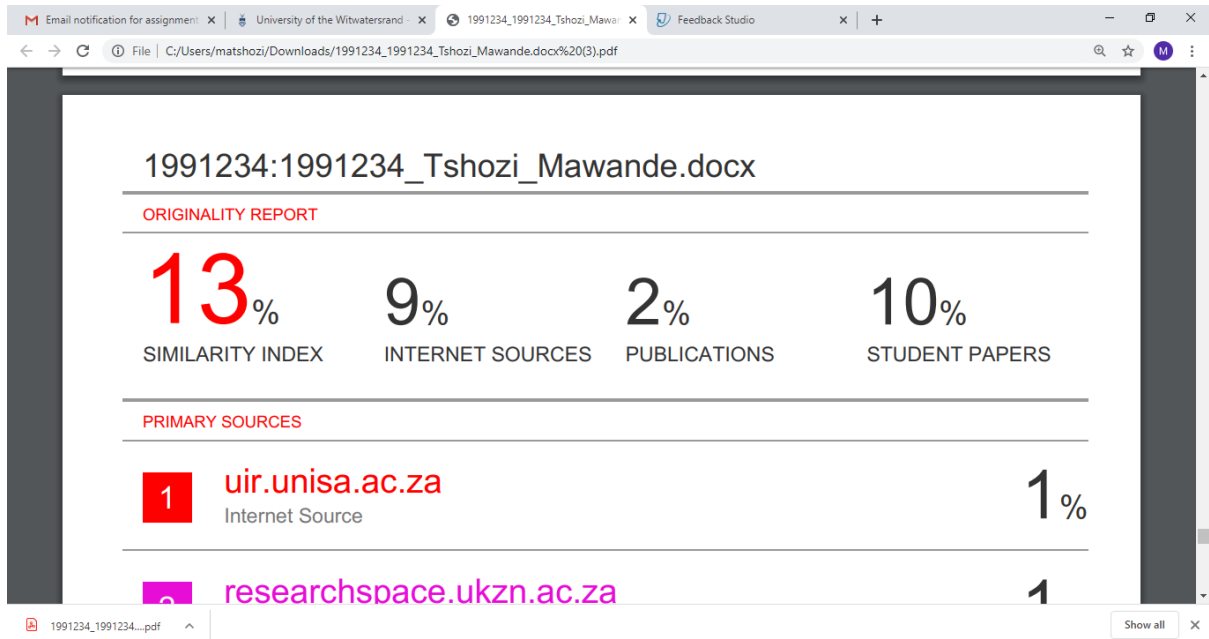 Email notification for assignment
University of the Witwatersrand -
1991234_1991234_Tshozi_Mawar
Feedback Studio
File | C:/Users/matshozi/Downloads/1991234_1991234_Tshozi_Mawande.docx%20(3).pdf
M
1991234:1991234_Tshozi_Mawande.docx
ORIGINALITY REPORT
13% 9% 2% 10%
SIMILARITY INDEX INTERNET SOURCES PUBLICATIONS STUDENT PAPERS
PRIMARY SOURCES
1 uir.unisa.ac.za 1%
Internet Source
researchspace.ukzn.ac.za
1991234_1991234....pdf
Show all